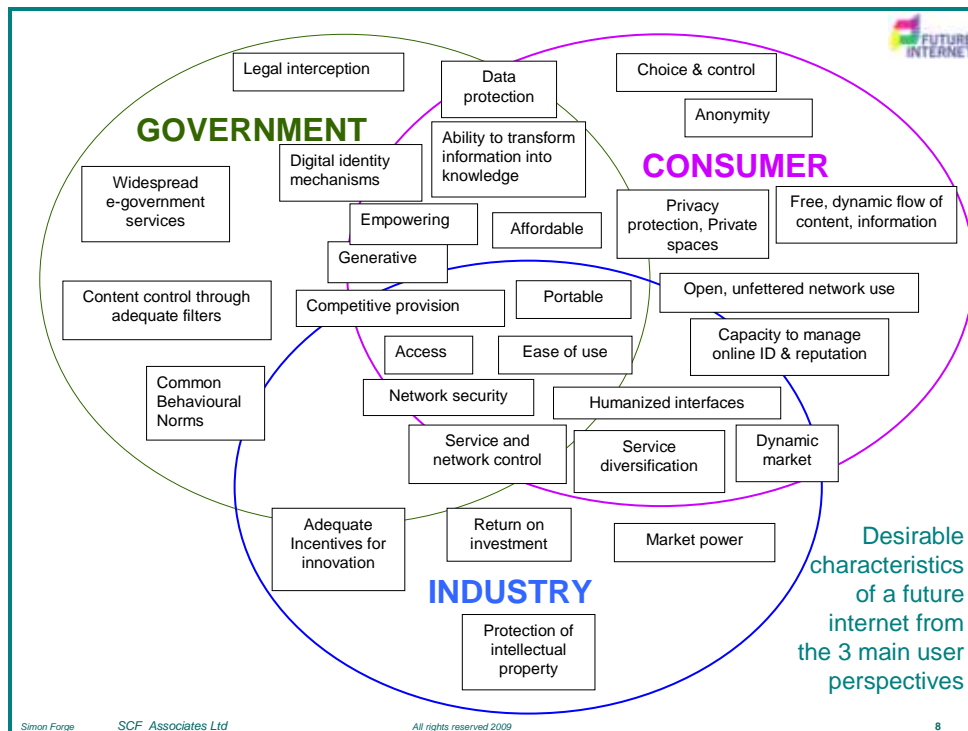 FUTURE
INTERNET
Legal interception
Data
protection
Choice & control
Anonymity
GOVERNMENT
Ability to transform
information into
knowledge
CONSUMER
Digital identity
mechanisms
Widespread
e-government
services
Empowering
Affordable
Privacy
protection, Private
spaces
Free, dynamic flow of
content, information
Generative
Content control through
adequate filters
Competitive provision
Portable
Open, unfettered network use
Capacity to manage
online ID & reputation
Access
Ease of use
Common
Behavioural
Norms
Network security
Humanized interfaces
Service and
network control
Service
diversification
Dynamic
market
Adequate
Incentives for
innovation
Return on
investment
Market power
INDUSTRY
Protection of
intellectual
property
Desirable
characteristics
of a future
internet from
the 3 main user
perspectives
Simon Forge SCF Associates Ltd All rights reserved 2009 8